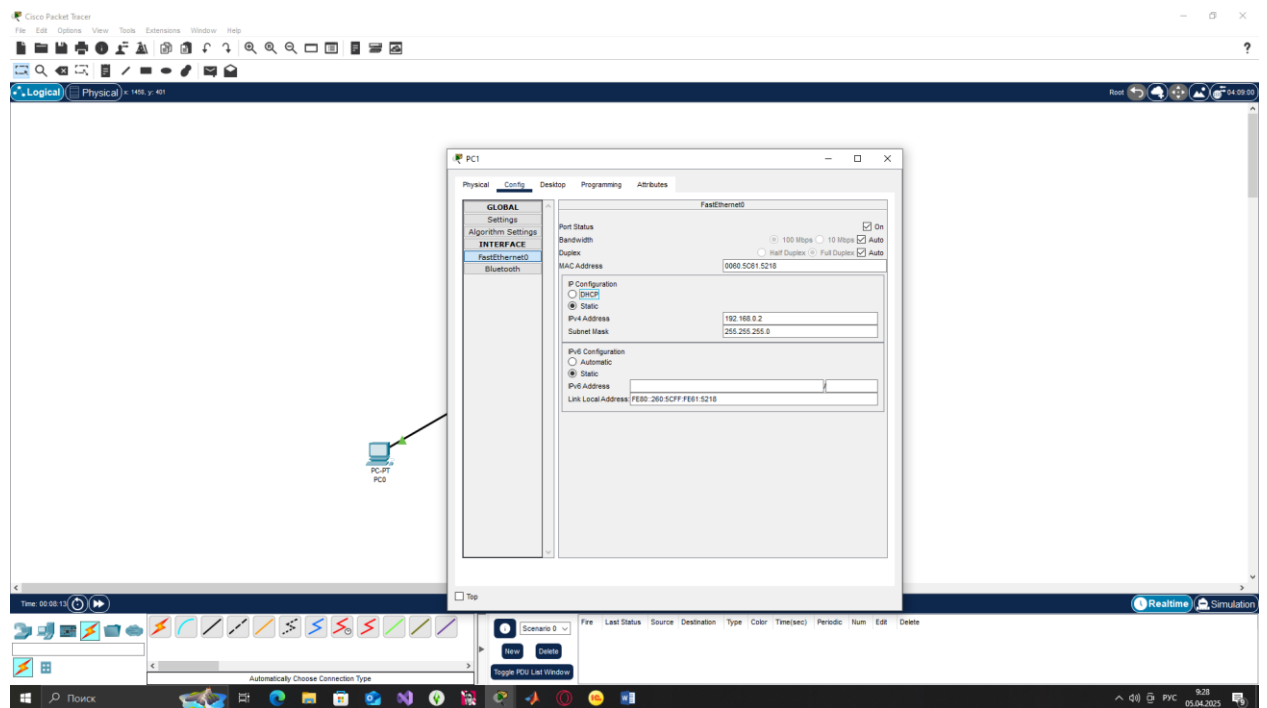 Cisco Packet Tracer
File Edit Options View Tools Extensions Window Help
?
Logical Physical x: 1458, y: 401 Root 04:09:00
PC1
Physical Config Desktop Programming Attributes
GLOBAL
Settings
Algorithm Settings
INTERFACE
FastEthernet0
Bluetooth
FastEthernet0
Port Status On
Bandwidth 100 Mbps 10 Mbps Auto
Duplex Half Duplex Full Duplex Auto
MAC Address 0060.5C61.5218
IP Configuration
DHCP
Static
IPv4 Address 192.168.0.2
Subnet Mask 255.255.255.0
IPv6 Configuration
Automatic
Static
IPv6 Address /
Link Local Address: FE80::260:5CFF:FE61:5218
PC-PT
PC0
Top
Time: 00:08:13 Realtime Simulation
Scenario 0
Fire Last Status Source Destination Type Color Time(sec) Periodic Num Edit Delete
New Delete
Toggle PDU List Window
Automatically Choose Connection Type
Поиск
РУС
9:28
05.04.2025